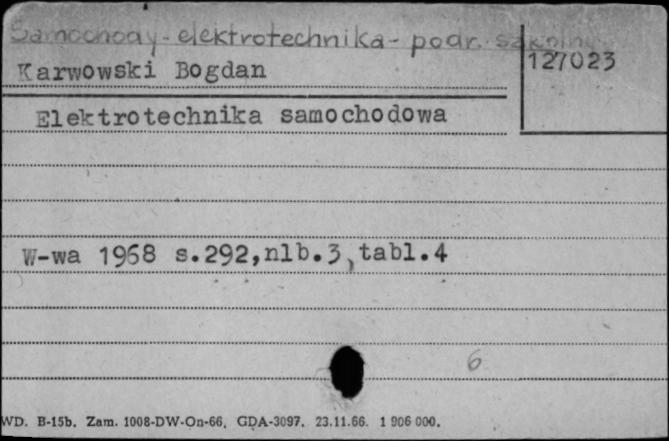 Samochody - elektrotechnika - podr. szkolny
Karwowski Bogdan
127023
Elektrotechnika samochodowa
W-wa 1968 s.292,nlb.3,tabl.4
6
WD. B-15b. Zam. 1008-DW-On-66. GDA-3097. 23.11.66. 1 906 000.